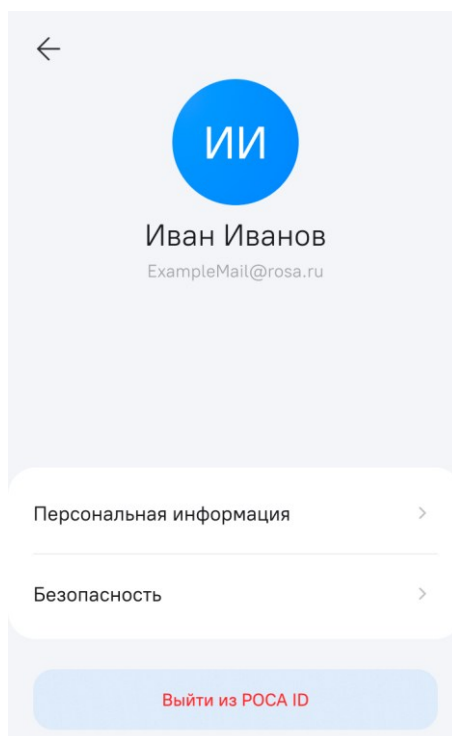 ИИ
Иван Иванов
ExampleMail@rosa.ru
Персональная информация
Безопасность
Выйти из РОСА ID